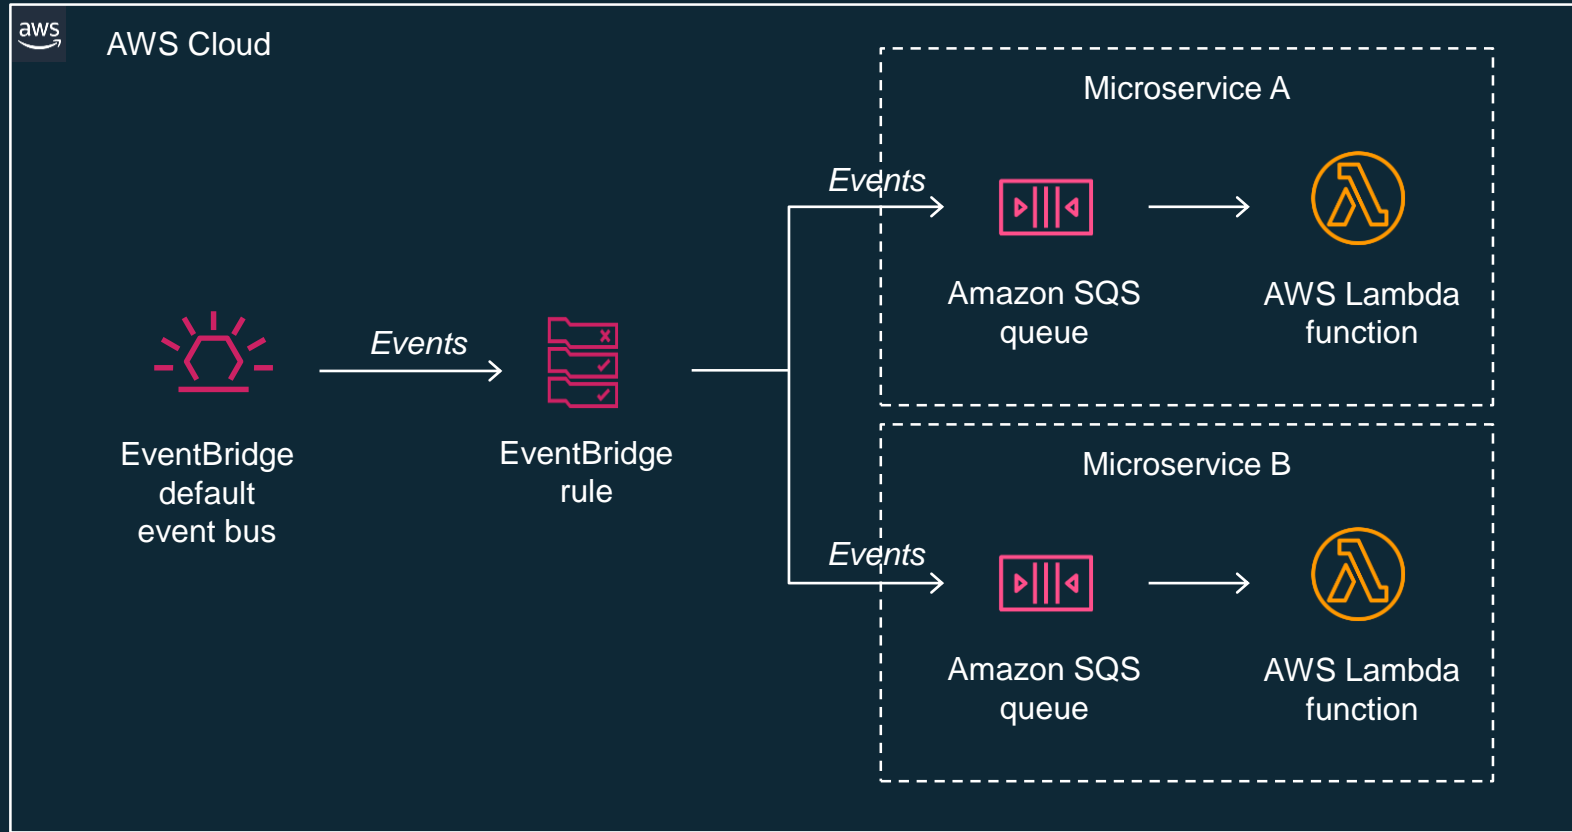 aws
AWS Cloud
Microservice A
Events
Amazon SQS
queue
AWS Lambda
function
Events
EventBridge
default
event bus
EventBridge
rule
Microservice B
Events
Amazon SQS
queue
AWS Lambda
function